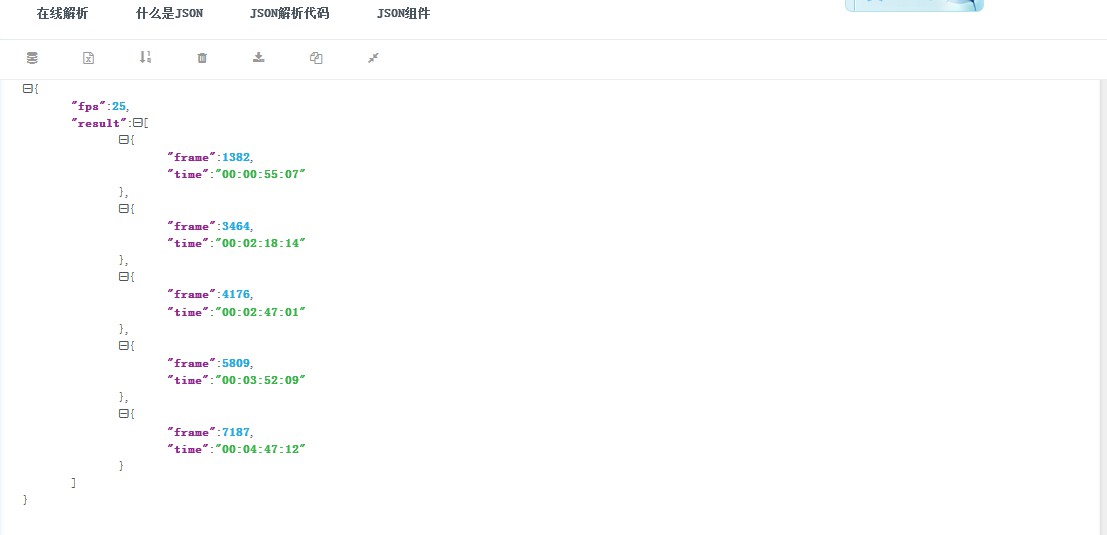 在线解析 什么是JSON JSON解析代码 JSON组件
{
"fps":25,
"result":[
{
"frame":1382,
"time":"00:00:55:07"
},
{
"frame":3464,
"time":"00:02:18:14"
},
{
"frame":4176,
"time":"00:02:47:01"
},
{
"frame":5809,
"time":"00:03:52:09"
},
{
"frame":7187,
"time":"00:04:47:12"
}
]
}